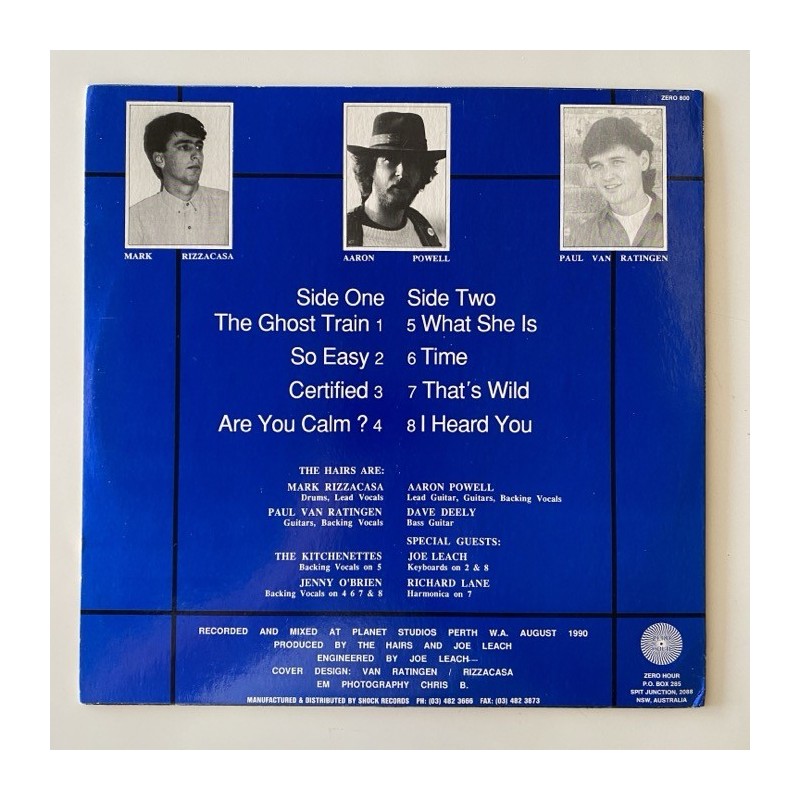 ZERO 800
MARK RIZZACASA
AARON POWELL
PAUL VAN RATINGEN
Side One
The Ghost Train 1
So Easy 2
Certified 3
Are You Calm ? 4
Side Two
5 What She Is
6 Time
7 That's Wild
8 I Heard You
THE HAIRS ARE:
MARK RIZZACASA
Drums, Lead Vocals
PAUL VAN RATINGEN
Guitars, Backing Vocals
AARON POWELL
Lead Guitar, Guitars, Backing Vocals
DAVE DEELY
Bass Guitar
THE KITCHENETTES
Backing Vocals on 5
JENNY O'BRIEN
Backing Vocals on 4 6 7 & 8
SPECIAL GUESTS:
JOE LEACH
Keyboards on 2 & 8
RICHARD LANE
Harmonica on 7
RECORDED AND MIXED AT PLANET STUDIOS PERTH W.A. AUGUST 1990
PRODUCED BY THE HAIRS AND JOE LEACH
ENGINEERED BY JOE LEACH
COVER DESIGN: VAN RATINGEN / RIZZACASA
EM PHOTOGRAPHY CHRIS B.
MANUFACTURED & DISTRIBUTED BY SHOCK RECORDS PH: (03) 482 3666 FAX: (03) 482 3873
ZERO HOUR
ZERO HOUR
P.O. BOX 285
SPIT JUNCTION, 2088
NSW, AUSTRALIA